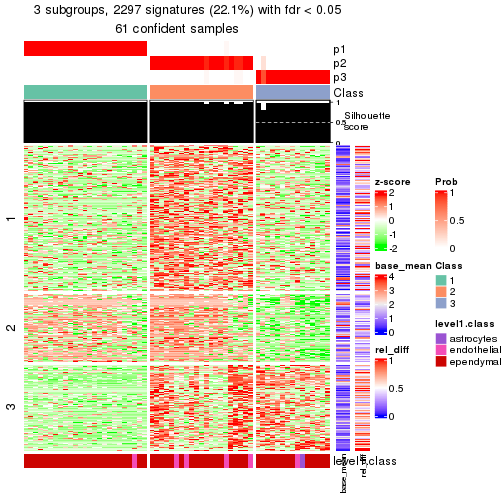 3 subgroups, 2297 signatures (22.1%) with fdr < 0.05
61 confident samples
p1
p2
p3
Class
1
0.5
0
Silhouette
score
1
2
3
z-score
2
1
0
-1
-2
Prob
1
0.5
0
base_mean
4
3
2
1
0
Class
1
2
3
rel_diff
1
0.5
0
level1.class
astrocytes
endothelial
ependymal
level1.class
base_mean
rel_diff